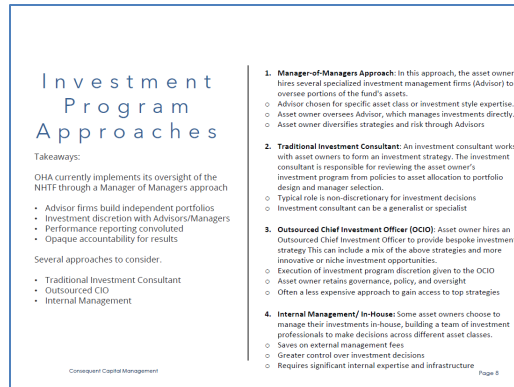 Investment
Program
Approaches
Takeaways:
OHA currently implements its oversight of the
NHTF through a Manager of Managers approach
• Advisor firms build independent portfolios
• Investment discretion with Advisors/Managers
• Performance reporting convoluted
• Opaque accountability for results
Several approaches to consider.
• Traditional Investment Consultant
• Outsourced CIO
• Internal Management
1. Manager-of-Managers Approach: In this approach, the asset owner
hires several specialized investment management firms (Advisor) to
oversee portions of the fund's assets.
o Advisor chosen for specific asset class or investment style expertise.
o Asset owner oversees Advisor, which manages investments directly.
o Asset owner diversifies strategies and risk through Advisors
2. Traditional Investment Consultant: An investment consultant works
with asset owners to form an investment strategy. The investment
consultant is responsible for reviewing the asset owner's
investment program from policies to asset allocation to portfolio
design and manager selection.
o Typical role is non-discretionary for investment decisions
o Investment consultant can be a generalist or specialist
3. Outsourced Chief Investment Officer (OCIO): Asset owner hires an
Outsourced Chief Investment Officer to provide bespoke investment
strategy This can include a mix of the above strategies and more
innovative or niche investment opportunities.
o Execution of investment program discretion given to the OCIO
o Asset owner retains governance, policy, and oversight
o Often a less expensive approach to gain access to top strategies
4. Internal Management/ In-House: Some asset owners choose to
manage their investments in-house, building a team of investment
professionals to make decisions across different asset classes.
o Saves on external management fees
o Greater control over investment decisions
o Requires significant internal expertise and infrastructure
Consequent Capital Management
Page 8